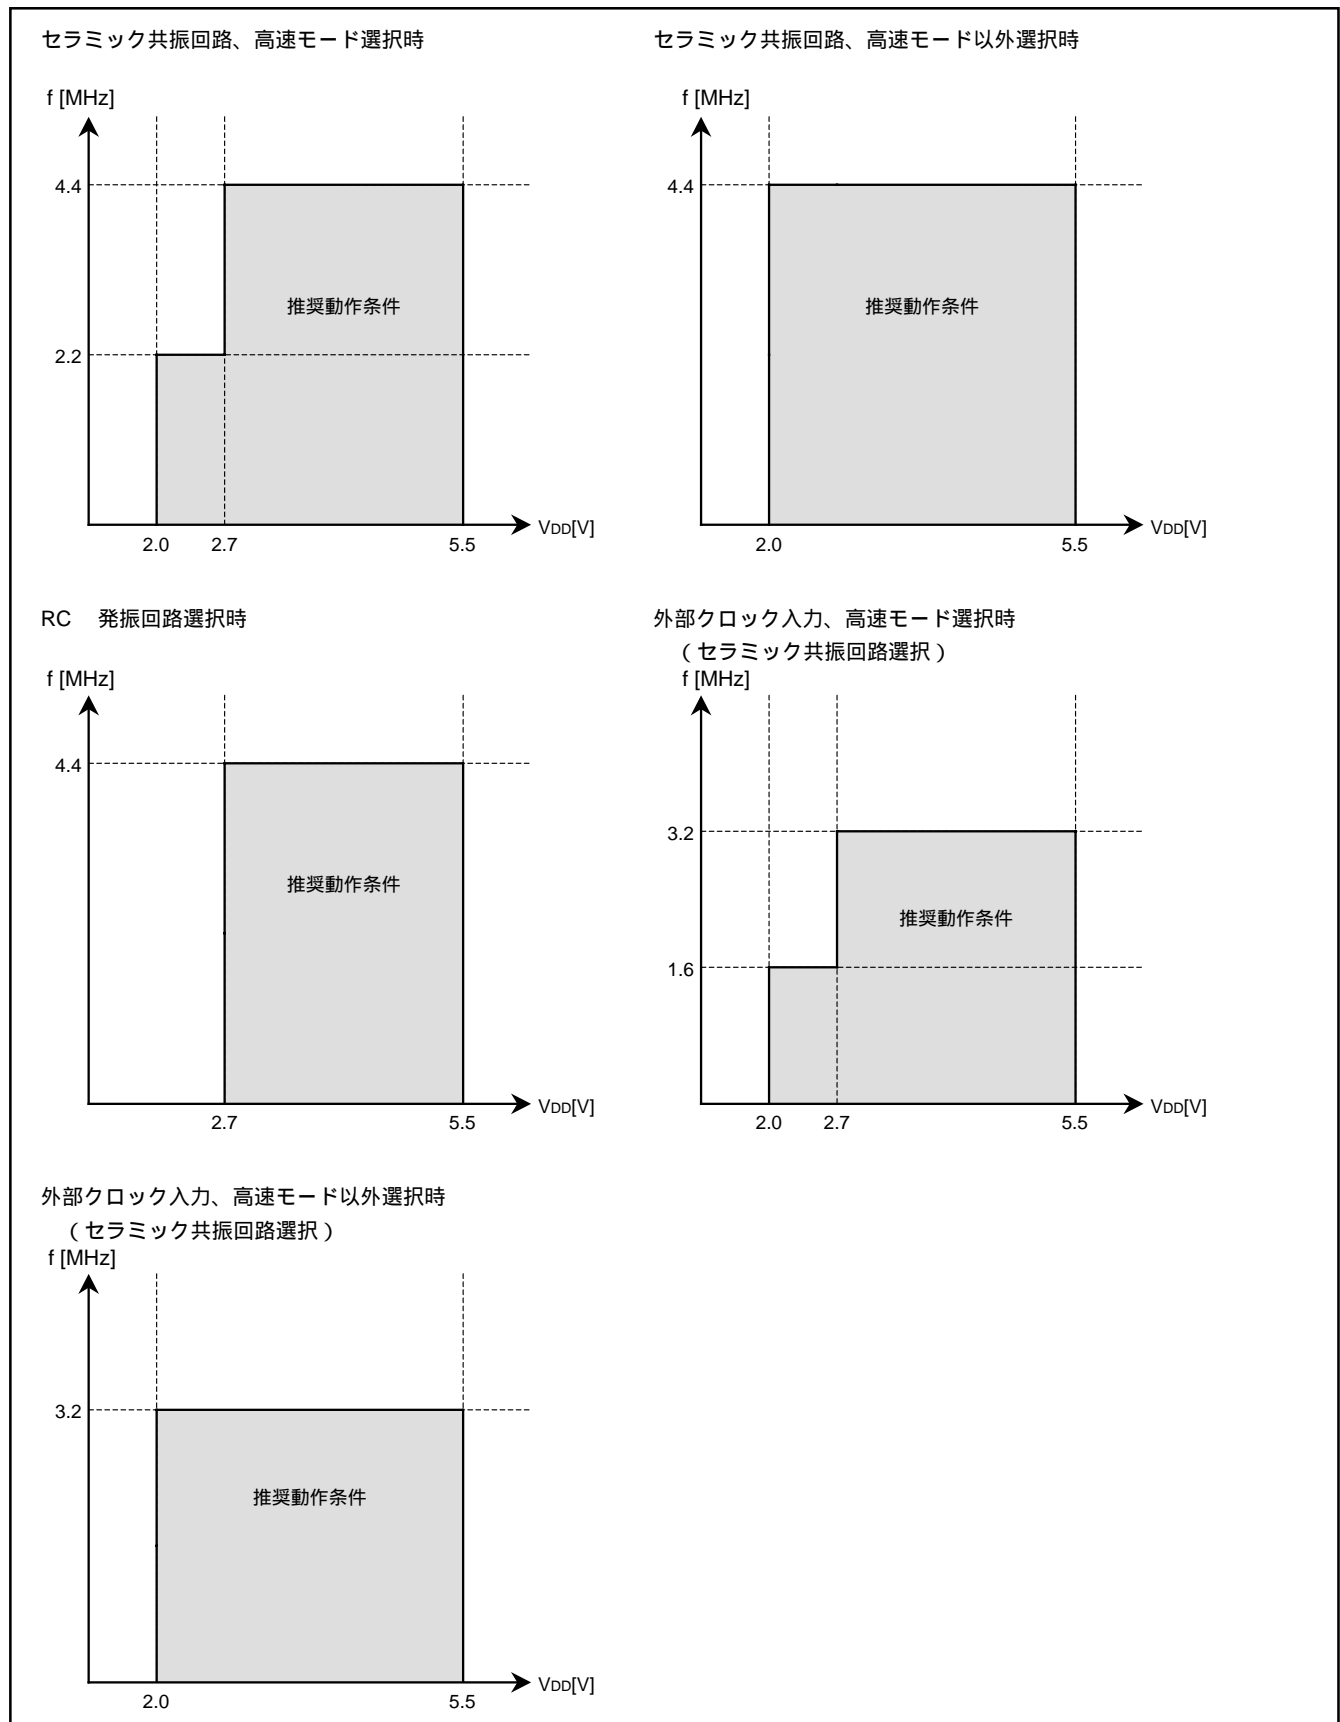 セラミック共振回路、高速モード選択時
f [MHz]
4.4
推奨動作条件
2.2
VDD[V]
2.0 2.7 5.5
セラミック共振回路、高速モード以外選択時
f [MHz]
4.4
推奨動作条件
VDD[V]
2.0 5.5
RC 発振回路選択時
f [MHz]
4.4
推奨動作条件
VDD[V]
2.7 5.5
外部クロック入力、高速モード選択時
（セラミック共振回路選択）
f [MHz]
3.2
推奨動作条件
1.6
VDD[V]
2.0 2.7 5.5
外部クロック入力、高速モード以外選択時
（セラミック共振回路選択）
f [MHz]
3.2
推奨動作条件
VDD[V]
2.0 5.5